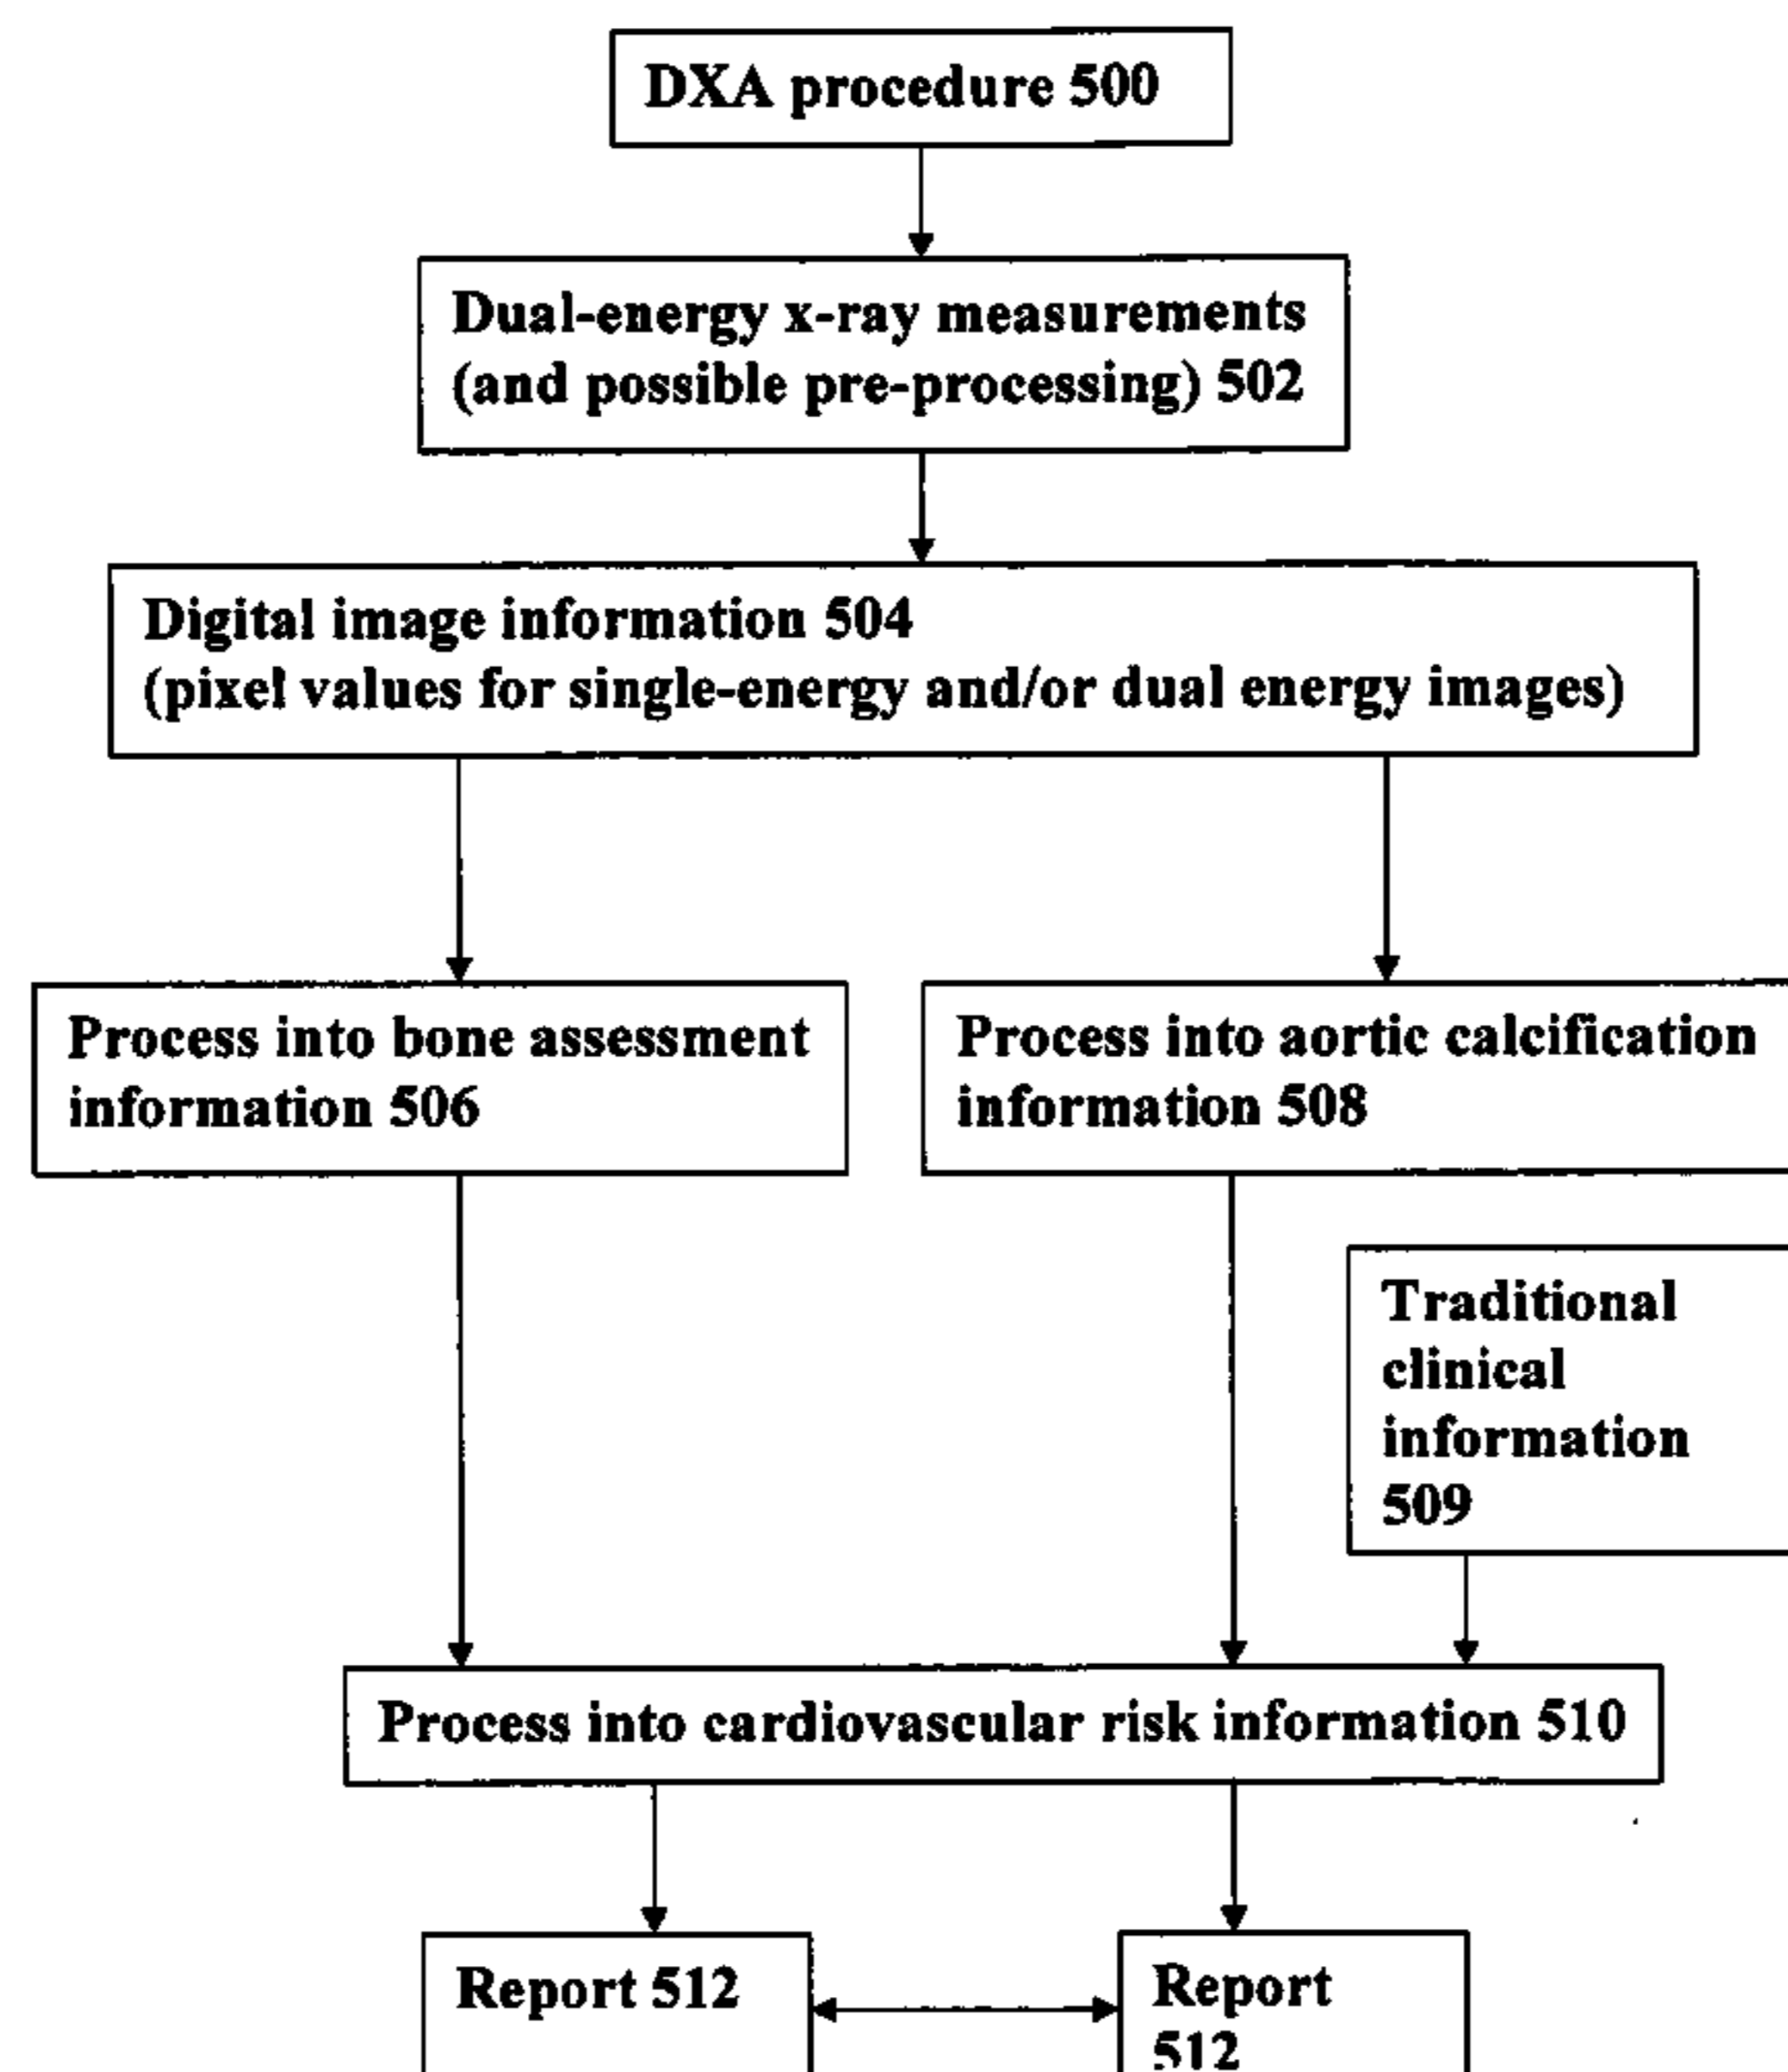 DXA procedure 500
Dual-energy x-ray measurements
(and possible pre-processing) 502
Digital image information 504
(pixel values for single-energy and/or dual energy images)
Process into bone assessment
information 506
Process into aortic calcification
information 508
Traditional
clinical
information
509
Process into cardiovascular risk information 510
Report 512
Report
512